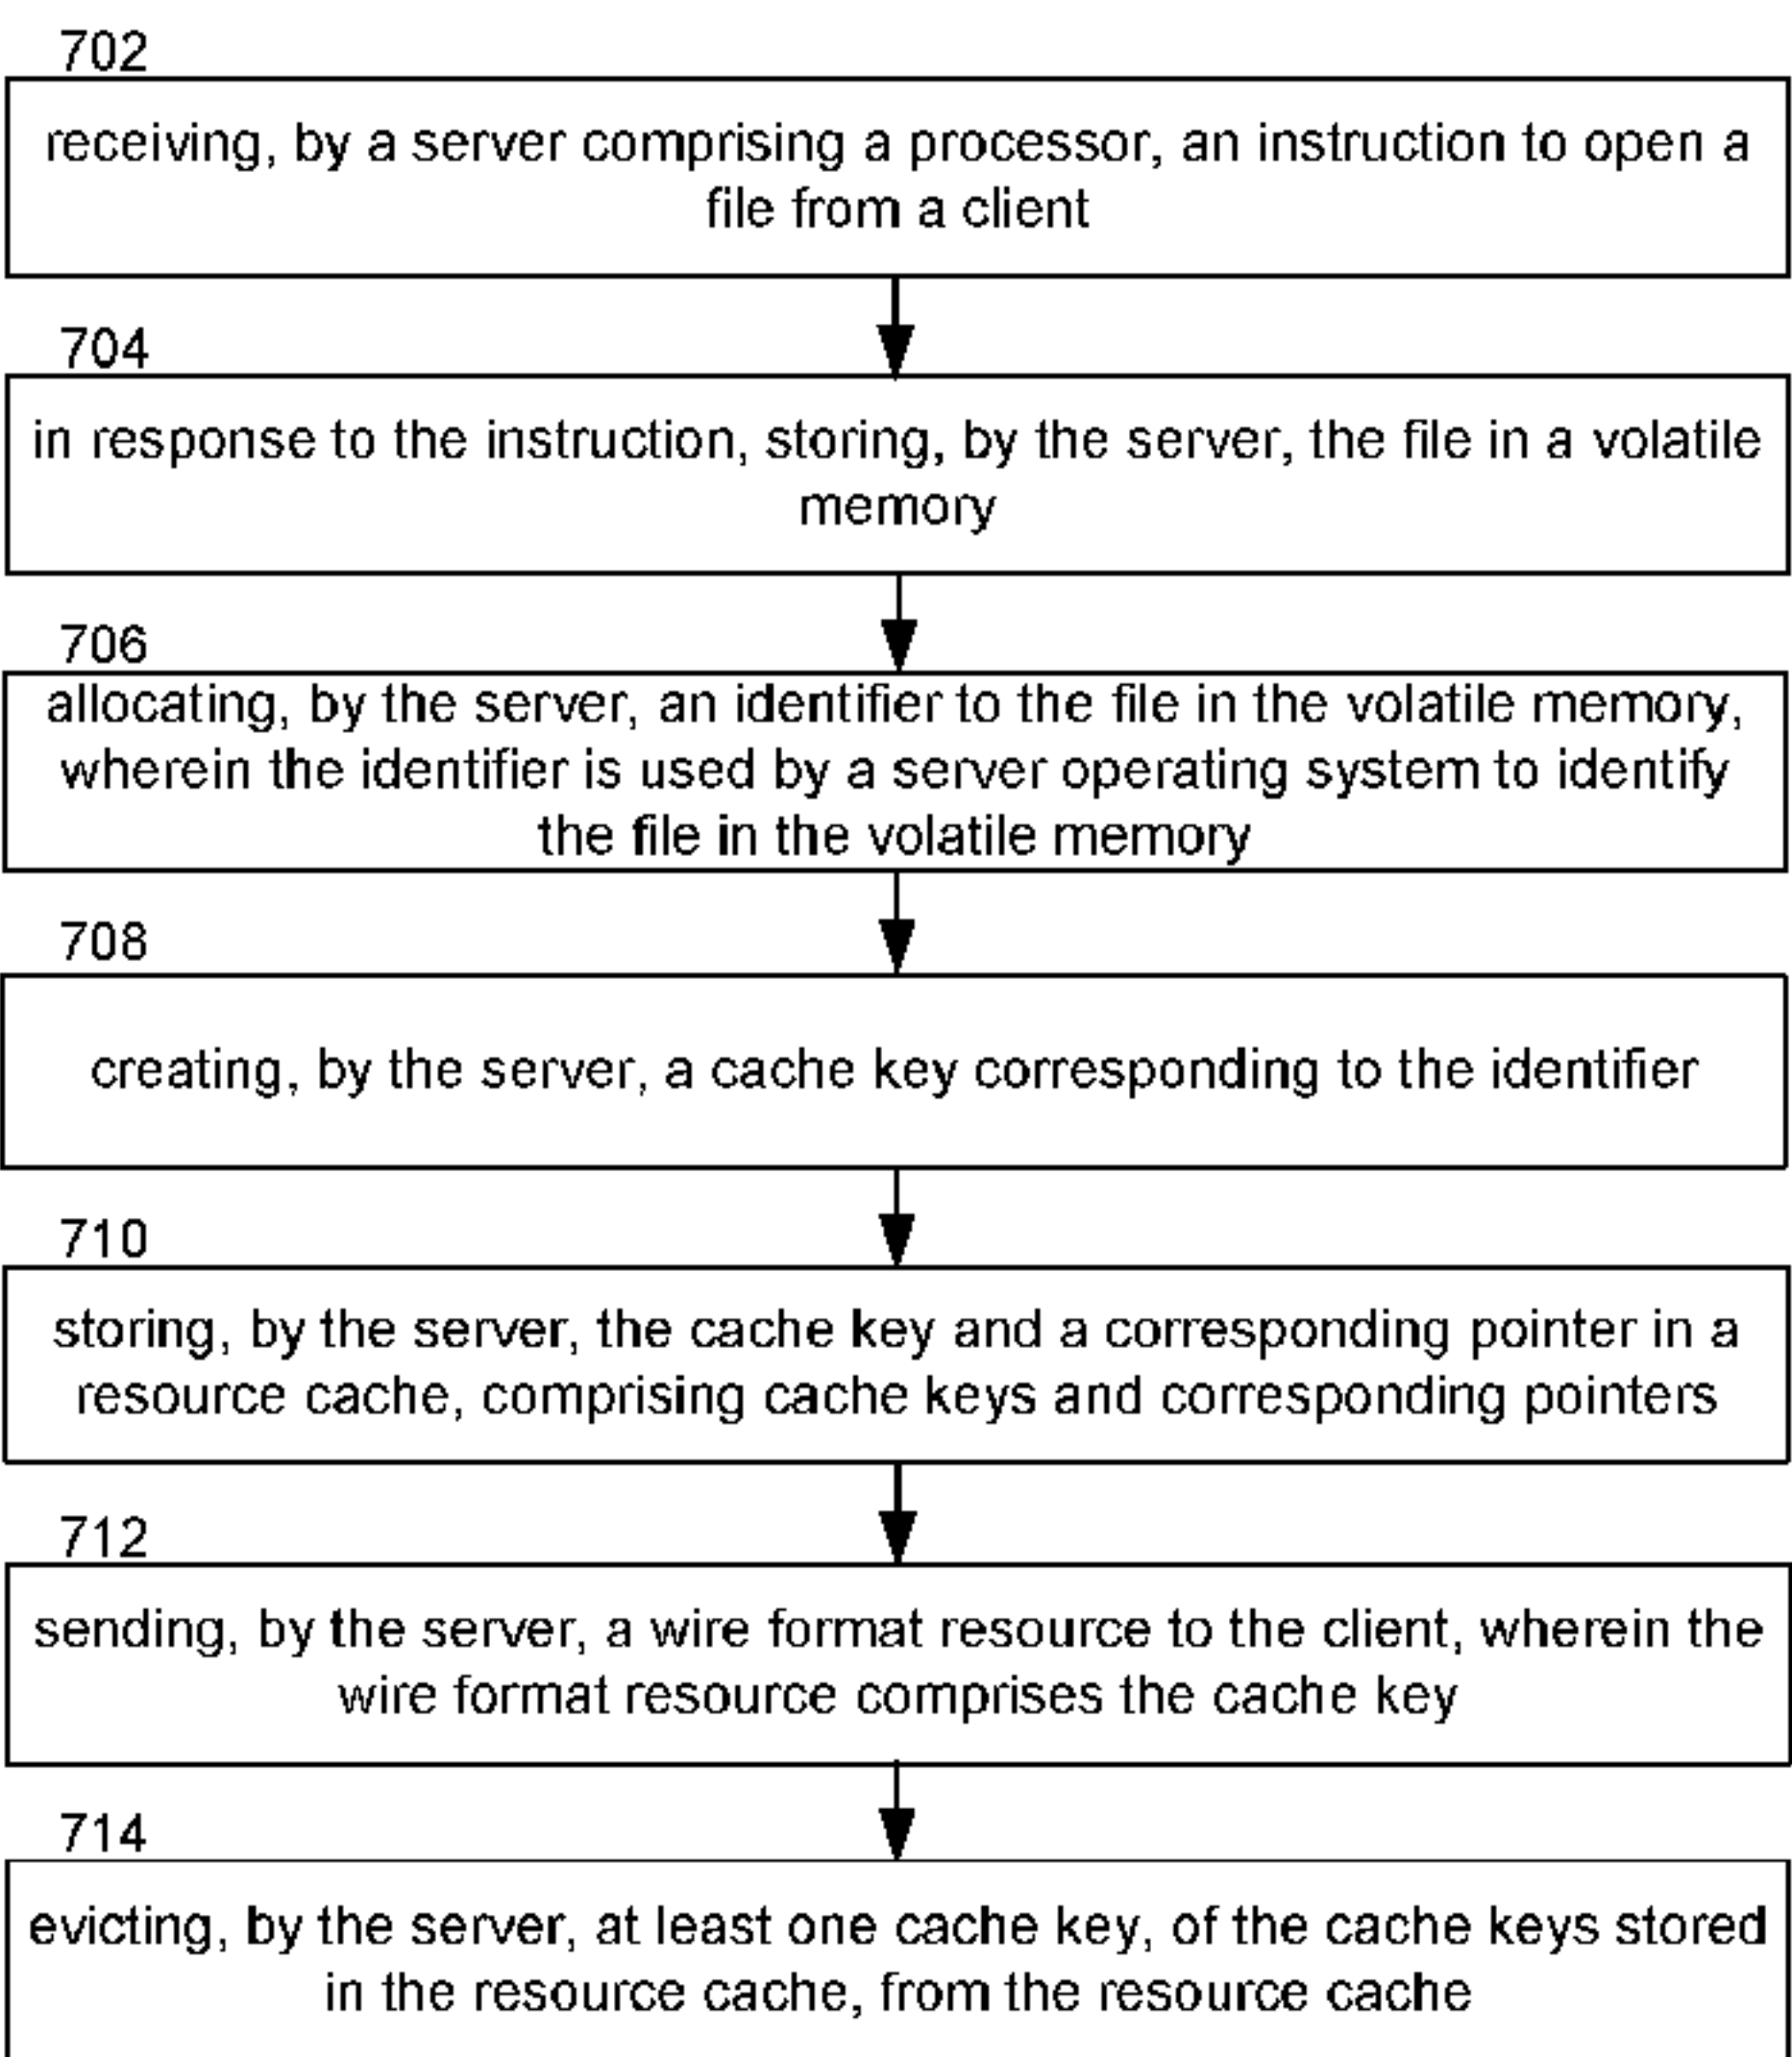 702
receiving, by a server comprising a processor, an instruction to open a
file from a client
704
in response to the instruction, storing, by the server, the file in a volatile
memory
706
allocating, by the server, an identifier to the file in the volatile memory,
wherein the identifier is used by a server operating system to identify
the file in the volatile memory
708
creating, by the server, a cache key corresponding to the identifier
710
storing, by the server, the cache key and a corresponding pointer in a
resource cache, comprising cache keys and corresponding pointers
712
sending, by the server, a wire format resource to the client, wherein the
wire format resource comprises the cache key
714
evicting, by the server, at least one cache key, of the cache keys stored
in the resource cache, from the resource cache